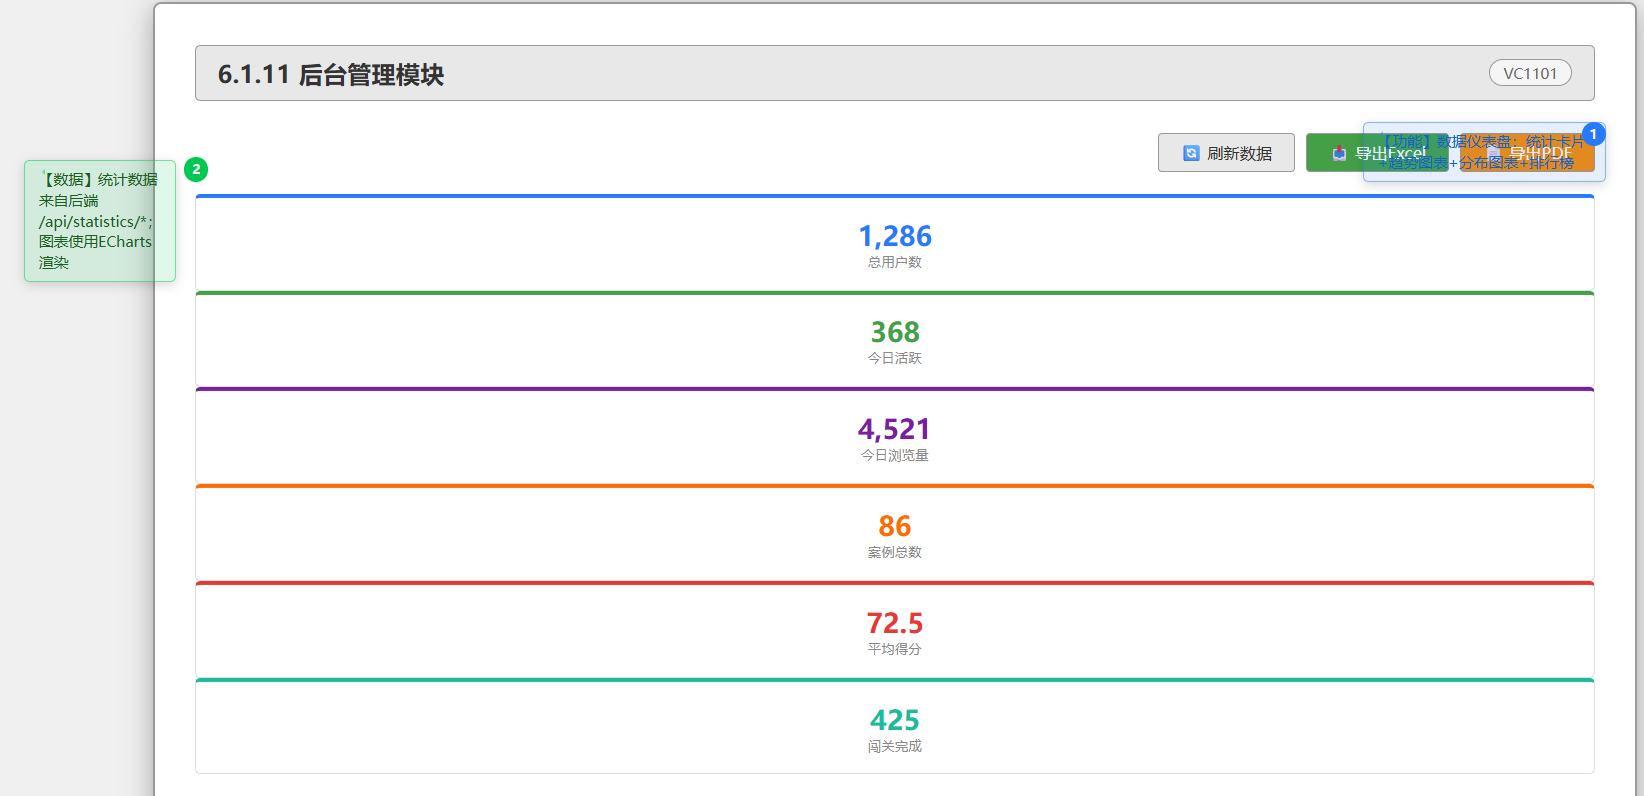 6.1.11 后台管理模块
VC1101
刷新数据
导出Excel
导出PDF
1
【功能】数据仪表盘：统计卡片
+趋势图表+分布图表+排行榜
2
【数据】统计数据
来自后端
/api/statistics/*；
图表使用ECharts
渲染
1,286
总用户数
368
今日活跃
4,521
今日浏览量
86
案例总数
72.5
平均得分
425
闯关完成